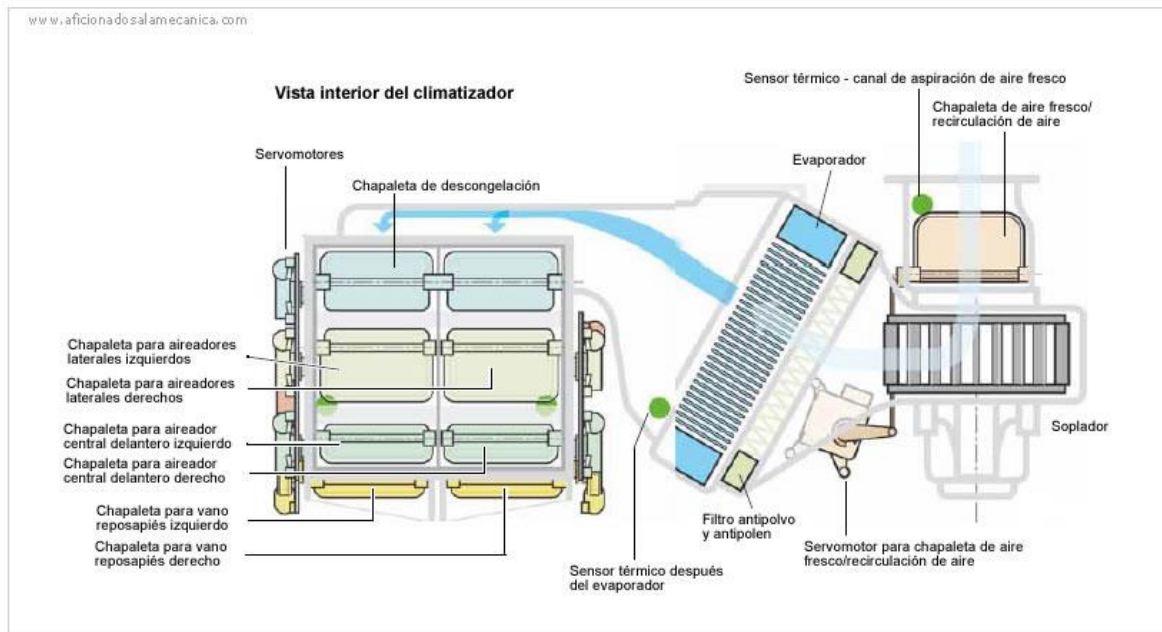 www.aficionadosalamecanica.com
Vista interior del climatizador
Sensor térmico - canal de aspiración de aire fresco
Chapaleta de aire fresco/
recirculación de aire
Servomotores
Evaporador
Chapaleta de descongelación
Chapaleta para aireadores
laterales izquierdos
Chapaleta para aireadores
laterales derechos
Chapaleta para aireador
central delantero izquierdo
Chapaleta para aireador
central delantero derecho
Chapaleta para vano
reposapiés izquierdo
Chapaleta para vano
reposapiés derecho
Soplador
Filtro antipolvo
y antipolen
Servomotor para chapaleta de aire
fresco/recirculación de aire
Sensor térmico después
del evaporador